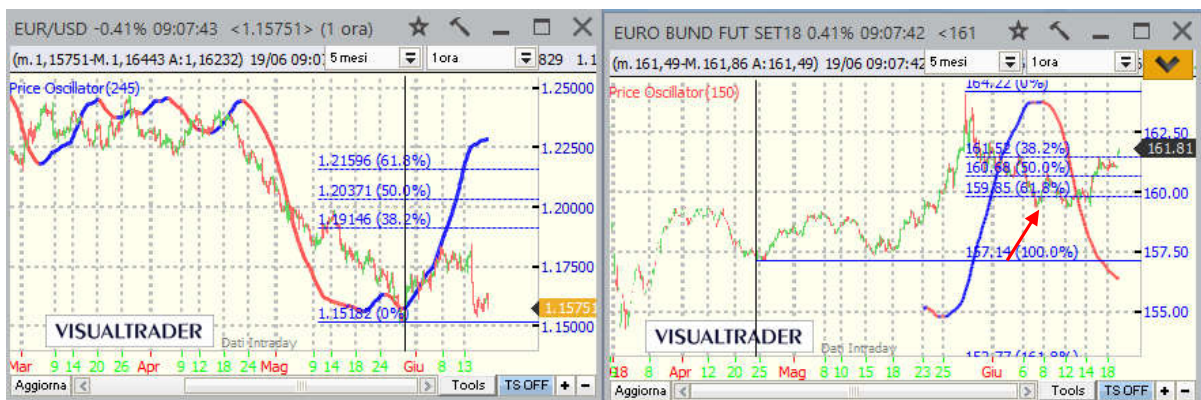 EUR/USD -0.41% 09:07:43 <1.15751> (1 ora)
(m. 1,15751-M. 1,16443 A: 1,16232) 19/06 09:0
5 mesi
1 ora
829 1.1
Price Oscillator (245)
1.25000
1.22500
1.20000
1.17500
1.15751
1.15000
1.21596 (61.8%)
1.20371 (50.0%)
1.19146 (38.2%)
1.15182 (0%)
VISUALTRADER
Dati Intraday
Mar 9 14 20 26 Apr 9 12 18 24 Mag 9 12 18 24 Giu 8 13
Aggiorna
Tools
TS OFF
+ -
EURO BUND FUT SET18 0.41% 09:07:42 <161
(m. 161,49-M. 161,86 A: 161,49) 19/06 09:07:42
5 mesi
1 ora
Price Oscillator (150)
164.22 (0%)
161.52 (38.2%)
160.68 (50.0%)
159.85 (61.8%)
157.14 (100.0%)
152.77 (161.8%)
162.50
161.81
160.00
157.50
155.00
VISUALTRADER
Dati Intraday
18 8 Apr 12 20 25 Mag 8 10 15 18 23 25 Giu 6 8 12 14 18
Aggiorna
Tools
TS OFF
+ -